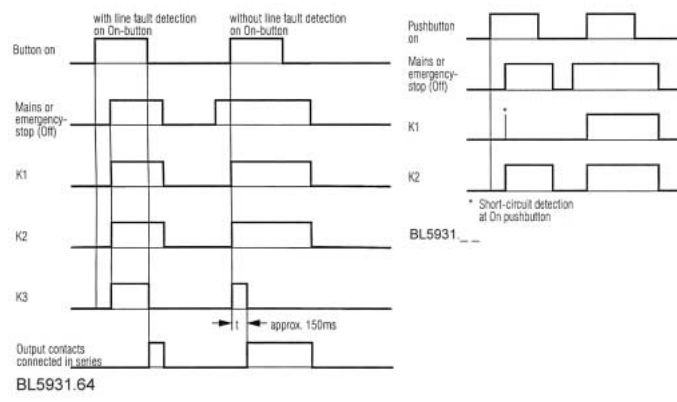 with line fault detection
on On-button
without line fault detection
on On-button
Button on
Mains or
emergency-
stop (Off)
K1
K2
K3
t
approx. 150ms
Output contacts
connected in series
BL5931.64
Pushbutton
on
Mains or
emergency-
stop (Off)
*
K1
K2
* Short-circuit detection
at On pushbutton
BL5931._ _